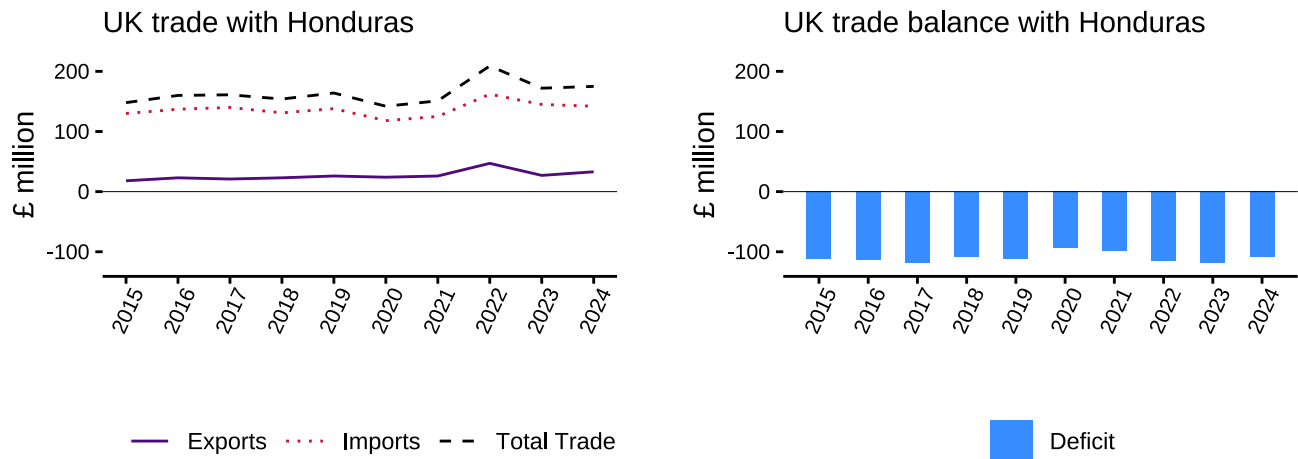 UK trade with Honduras
£ million
200
100
0
-100
2015 2016 2017 2018 2019 2020 2021 2022 2023 2024
Exports Imports Total Trade
UK trade balance with Honduras
£ million
200
100
0
-100
2015 2016 2017 2018 2019 2020 2021 2022 2023 2024
Deficit